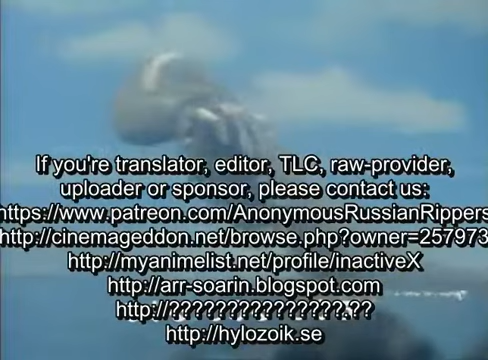 If you're translator, editor, TLC, raw-provider,
uploader or sponsor, please contact us:
https://www.patreon.com/AnonymousRussianRippers
http://cinemageddon.net/browse.php?owner=257973
http://myanimelist.net/profile/inactiveX
http://arr-soarin.blogspot.com
http://???????????????.??
http://hylozoik.se